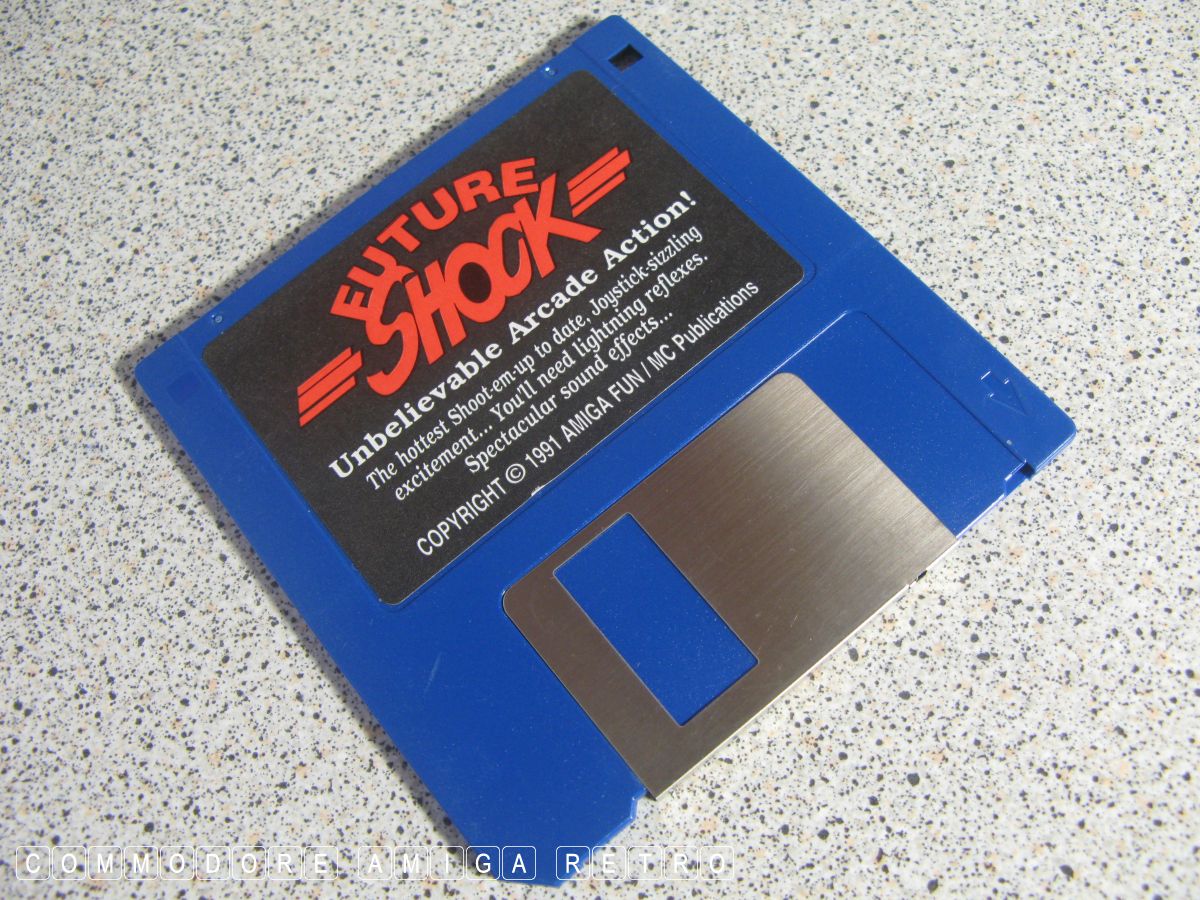 FUTURE
SHOCK
Unbelievable Arcade Action!
The hottest Shoot-em-up to date, Joystick-sizzling
excitement... You'll need lightning reflexes.
Spectacular sound effects...
COPYRIGHT © 1991 AMIGA FUN / MC Publications
COMMODORE AMIGA RETRO